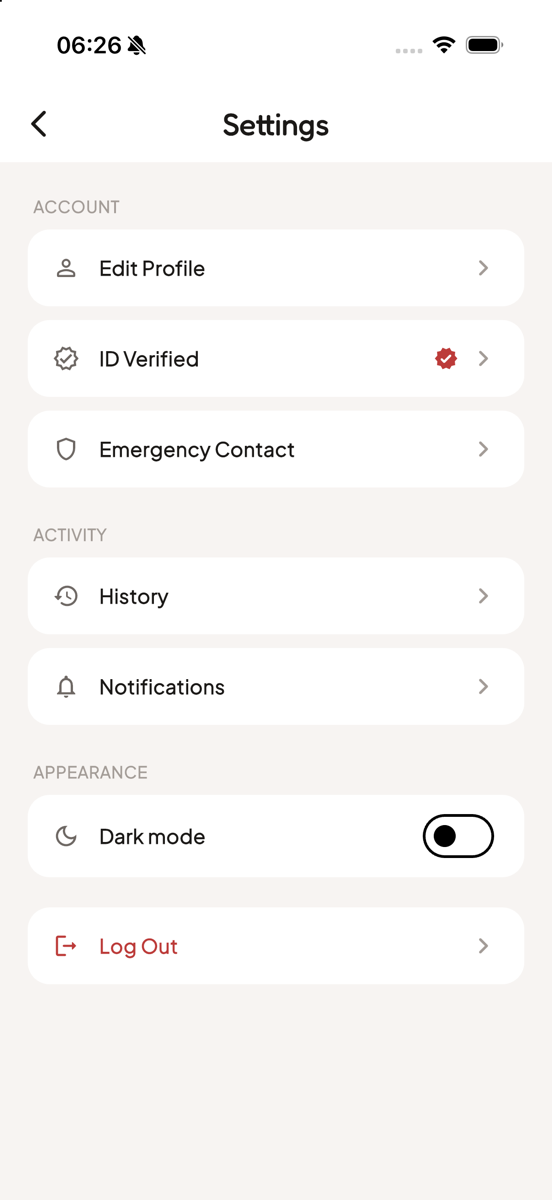 06:26
Settings
ACCOUNT
Edit Profile
ID Verified
Emergency Contact
ACTIVITY
History
Notifications
APPEARANCE
Dark mode
Log Out